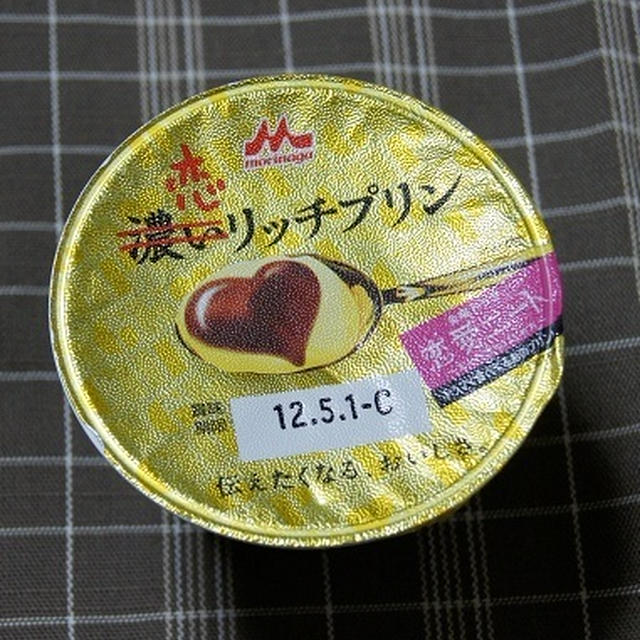 morinaga
恋
濃いリッチプリン
賞味
期限
12.5.1-C
伝えたくなる、おいしさ。